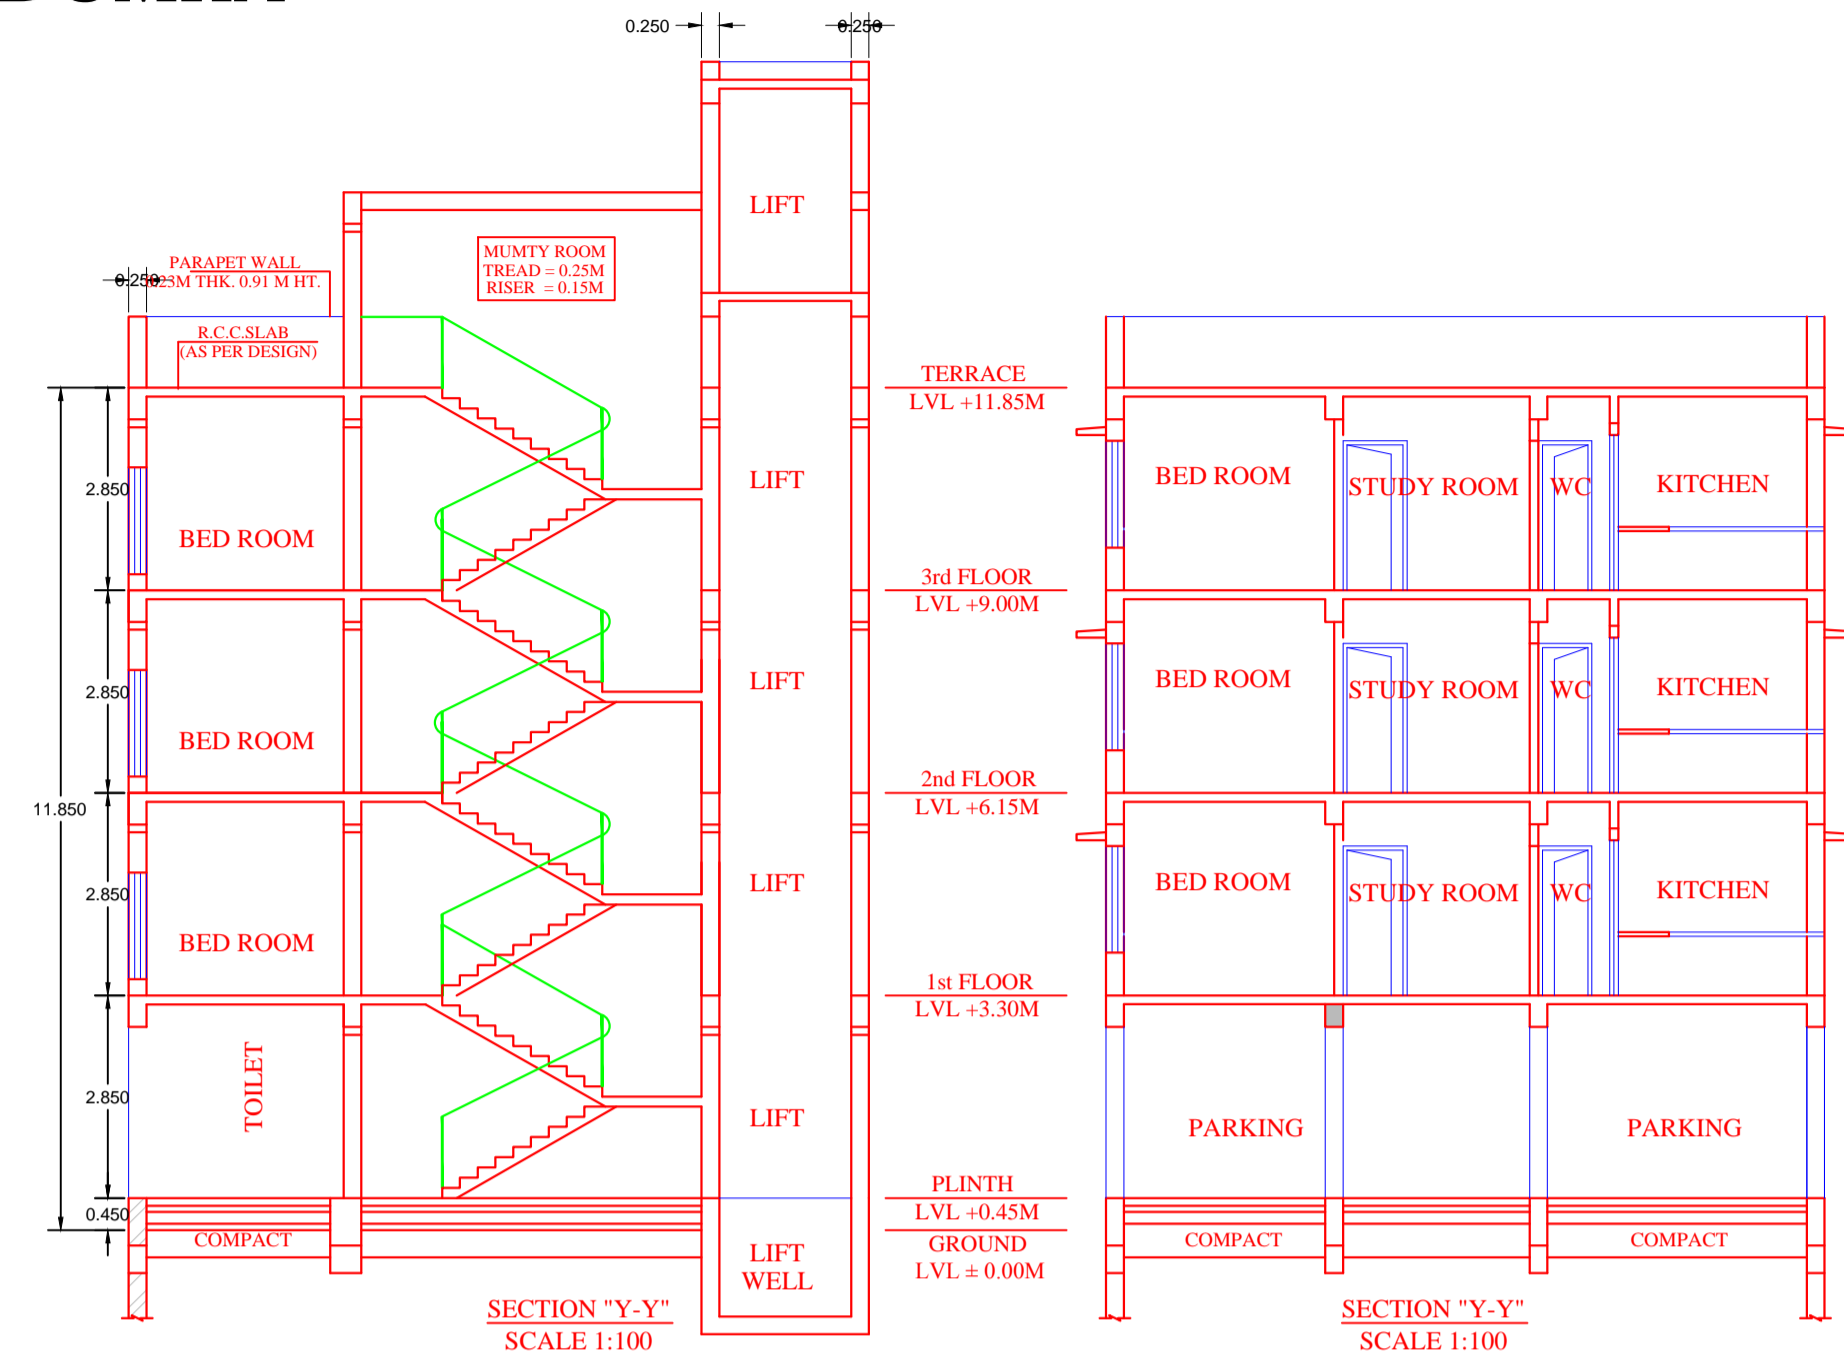 0.250
0.250
LIFT
MUMTY ROOM
TREAD = 0.25M
RISER = 0.15M
PARAPET WALL
0.250
M THK. 0.91 M HT.
R.C.C.SLAB
(AS PER DESIGN)
TERRACE
LVL +11.85M
2.850
BED ROOM
LIFT
BED ROOM
STUDY ROOM
WC
KITCHEN
3rd FLOOR
LVL +9.00M
2.850
BED ROOM
LIFT
BED ROOM
STUDY ROOM
WC
KITCHEN
2nd FLOOR
LVL +6.15M
11.850
2.850
BED ROOM
LIFT
BED ROOM
STUDY ROOM
WC
KITCHEN
1st FLOOR
LVL +3.30M
2.850
TOILET
LIFT
PARKING
PARKING
PLINTH
LVL +0.45M
0.450
COMPACT
GROUND
LVL ± 0.00M
LIFT
WELL
COMPACT
COMPACT
SECTION "Y-Y"
SCALE 1:100
SECTION "Y-Y"
SCALE 1:100